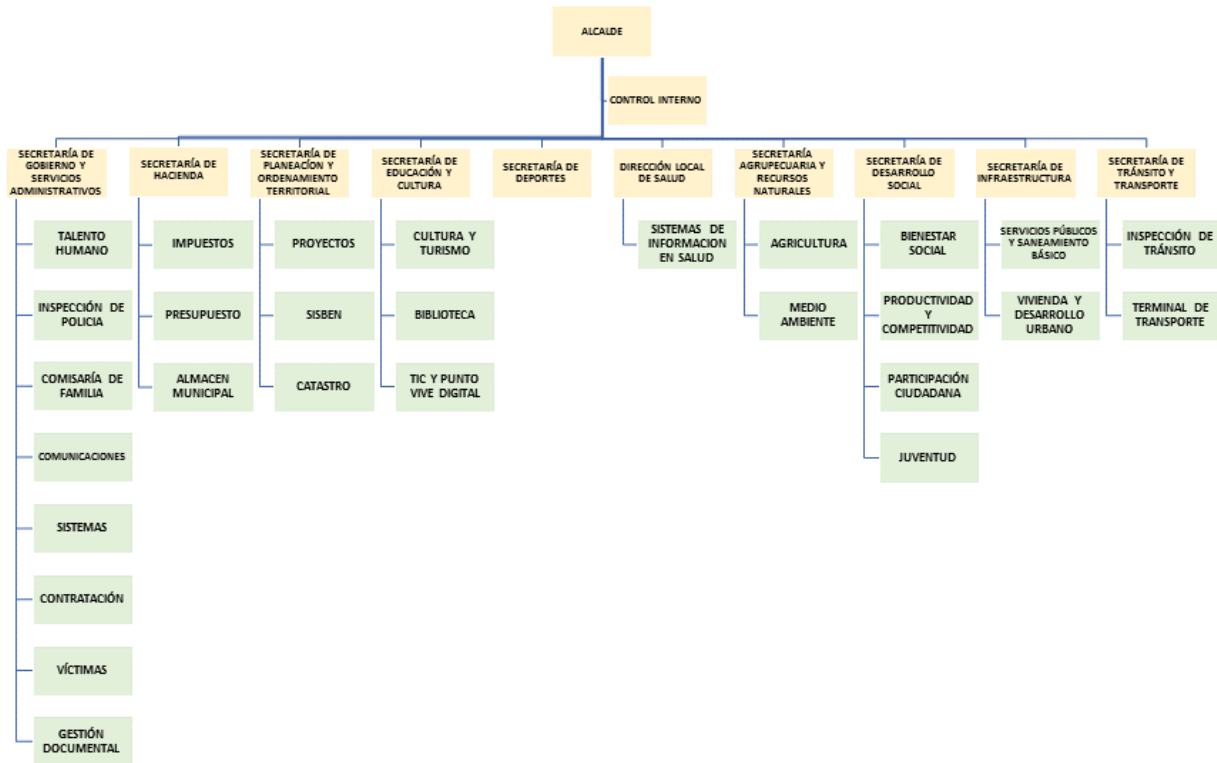 ALCALDE
CONTROL INTERNO
SECRETARÍA DE
GOBIERNO Y
SERVICIOS
ADMINISTRATIVOS
SECRETARÍA DE
HACIENDA
SECRETARÍA DE
PLANEACÍON Y
ORDENAMIENTO
TERRITORIAL
SECRETARÍA DE
EDUCACIÓN Y
CULTURA
SECRETARÍA DE
DEPORTES
DIRECCIÓN LOCAL
DE SALUD
SECRETARÍA
AGRUPECUARIA Y
RECURSOS
NATURALES
SECRETARÍA DE
DESARROLLO
SOCIAL
SECRETARÍA DE
INFRAESTRUCTURA
SECRETARÍA DE
TRÁNSITO Y
TRANSPORTE
TALENTO
HUMANO
INSPECCIÓN DE
POLICIA
COMISARÍA DE
FAMILIA
COMUNICACIONES
SISTEMAS
CONTRATACIÓN
VÍCTIMAS
GESTIÓN
DOCUMENTAL
IMPUESTOS
PRESUPUESTO
ALMACEN
MUNICIPAL
PROYECTOS
SISBEN
CATASTRO
CULTURA Y
TURISMO
BIBLIOTECA
TIC Y PUNTO
VIVE DIGITAL
SISTEMAS DE
INFORMACION
EN SALUD
AGRICULTURA
MEDIO
AMBIENTE
BIENESTAR
SOCIAL
PRODUCTIVIDAD
Y
COMPETITIVIDAD
PARTICIPACIÓN
CIUDADANA
JUVENTUD
SERVICIOS PÚBLICOS
Y SANEAMIENTO
BÁSICO
VIVIENDA Y
DESARROLLO
URBANO
INSPECCIÓN DE
TRÁNSITO
TERMINAL DE
TRANSPORTE